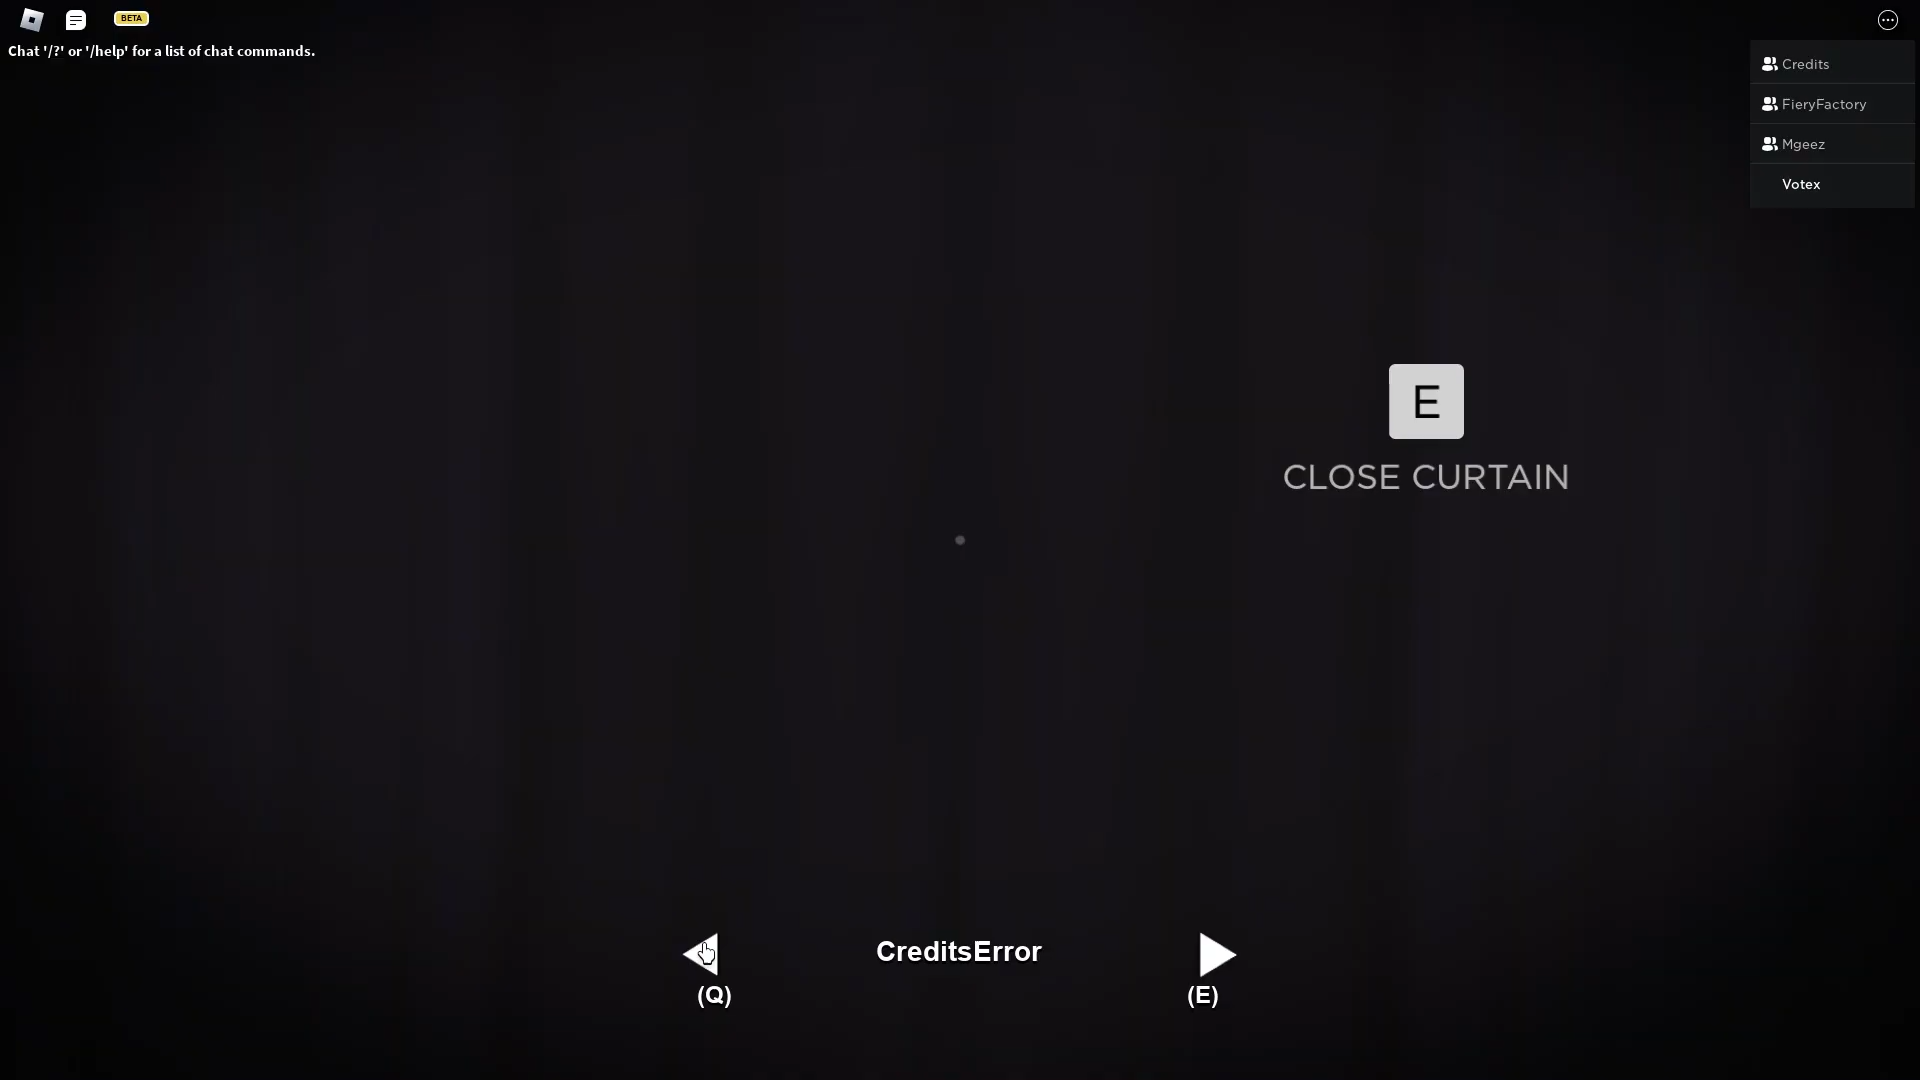 BETA
Chat '/?' or '/help' for a list of chat commands.
Credits
FieryFactory
Mgeez
Votex
E
CLOSE CURTAIN
CreditsError
(Q)
(E)